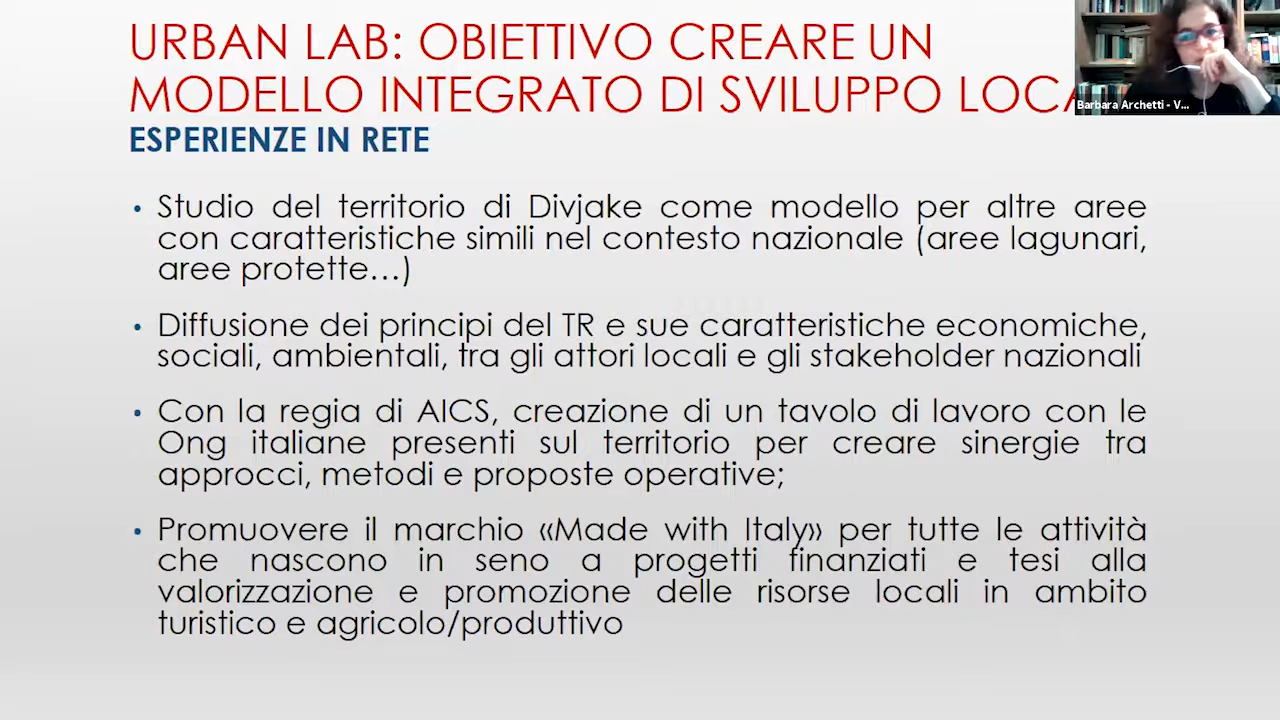 URBAN LAB: OBIETTIVO CREARE UN
MODELLO INTEGRATO DI SVILUPPO
ESPERIENZE IN RETE
Barbara Archetti - V...
• Studio del territorio di Divjake come modello per altre aree
con caratteristiche simili nel contesto nazionale (aree lagunari,
aree protette...)
• Diffusione dei principi del TR e sue caratteristiche economiche,
sociali, ambientali, tra gli attori locali e gli stakeholder nazionali
• Con la regia di AICS, creazione di un tavolo di lavoro con le
Ong italiane presenti sul territorio per creare sinergie tra
approcci, metodi e proposte operative;
• Promuovere il marchio «Made with Italy» per tutte le attività
che nascono in seno a progetti finanziati e tesi alla
valorizzazione e promozione delle risorse locali in ambito
turistico e agricolo/produttivo